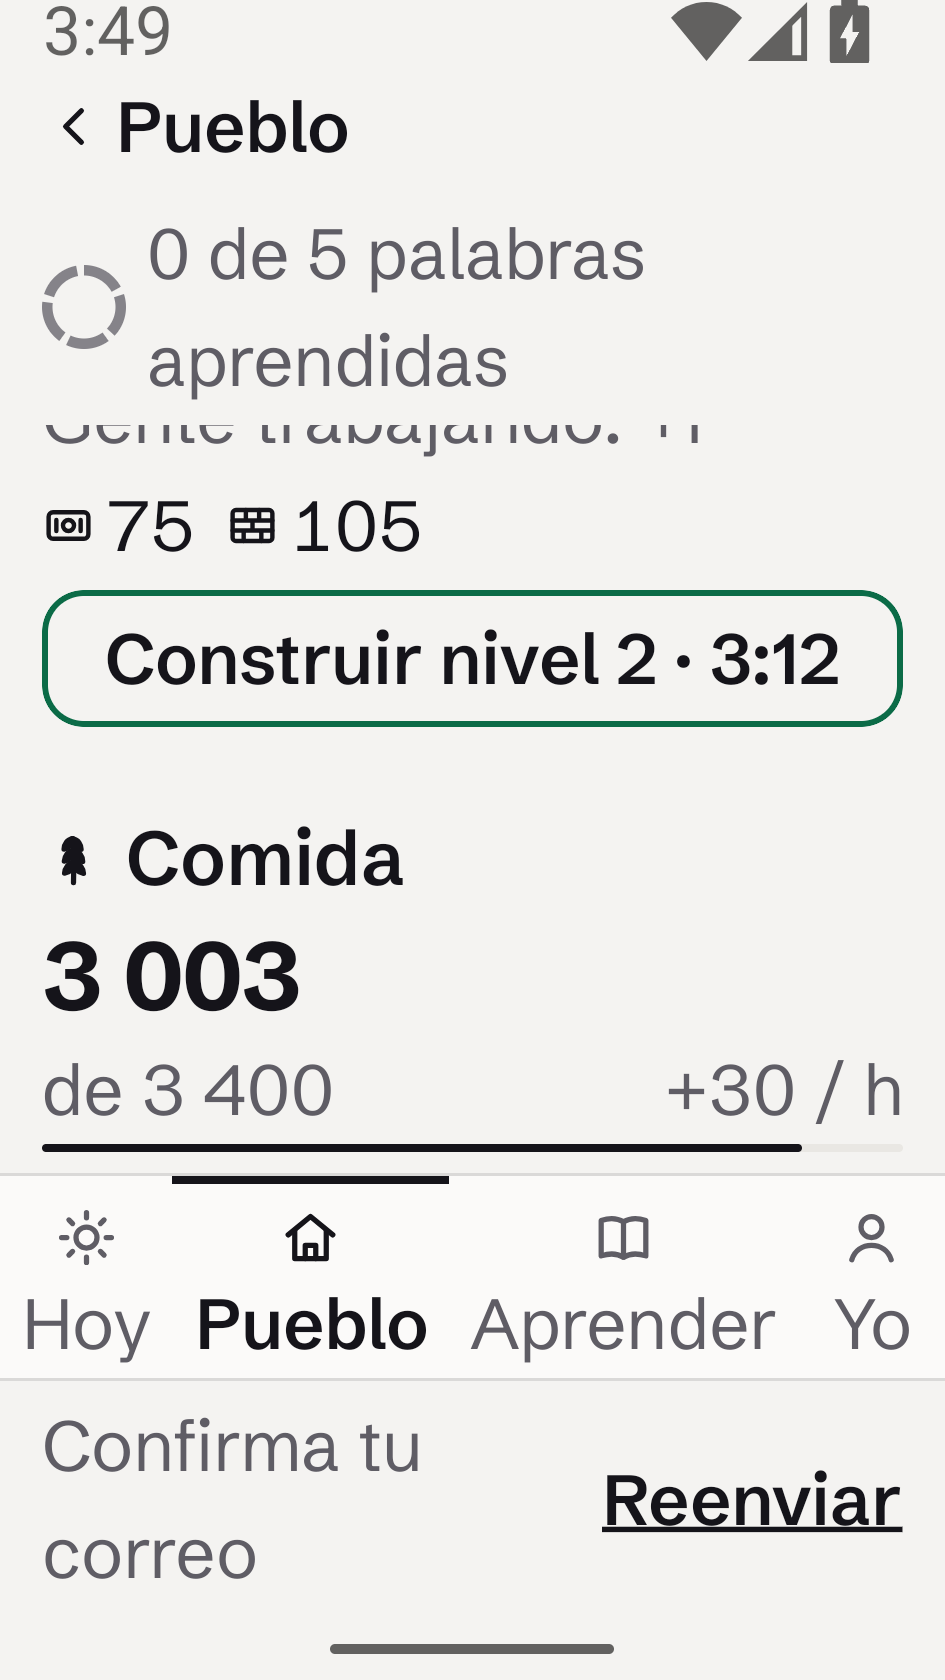 3:49
Pueblo
0 de 5 palabras
aprendidas
75 105
Construir nivel 2 · 3:12
Comida
3 003
de 3 400 +30 / h
Hoy Pueblo Aprender Yo
Confirma tu
correo
Reenviar